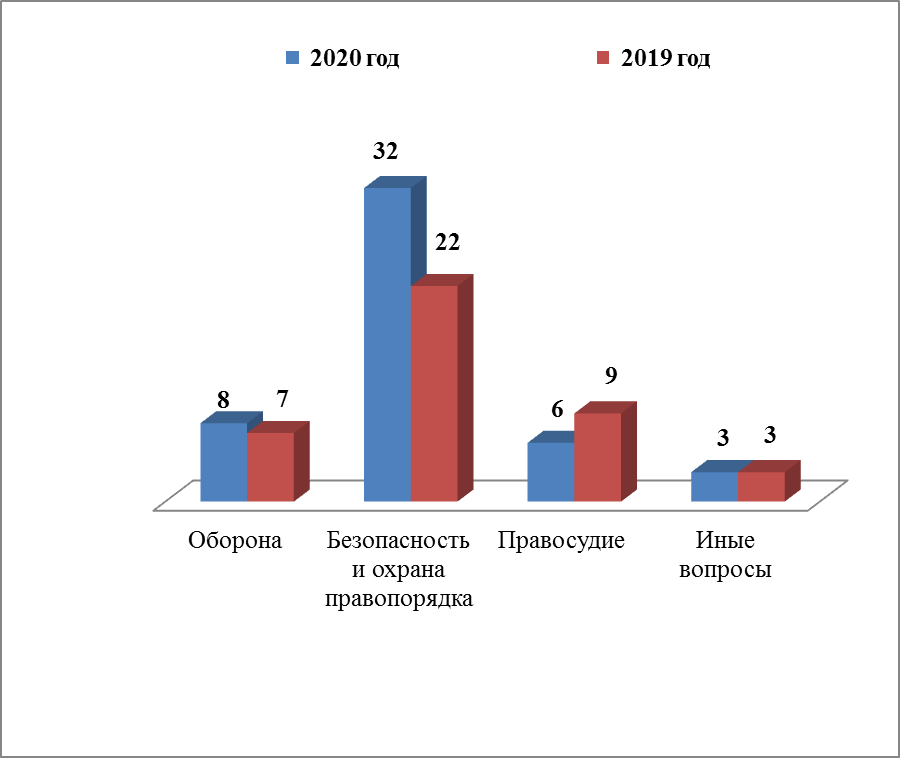 2020 год
2019 год
32
22
8
7
6
9
3
3
Оборона
Безопасность
и охрана
правопорядка
Правосудие
Иные
вопросы